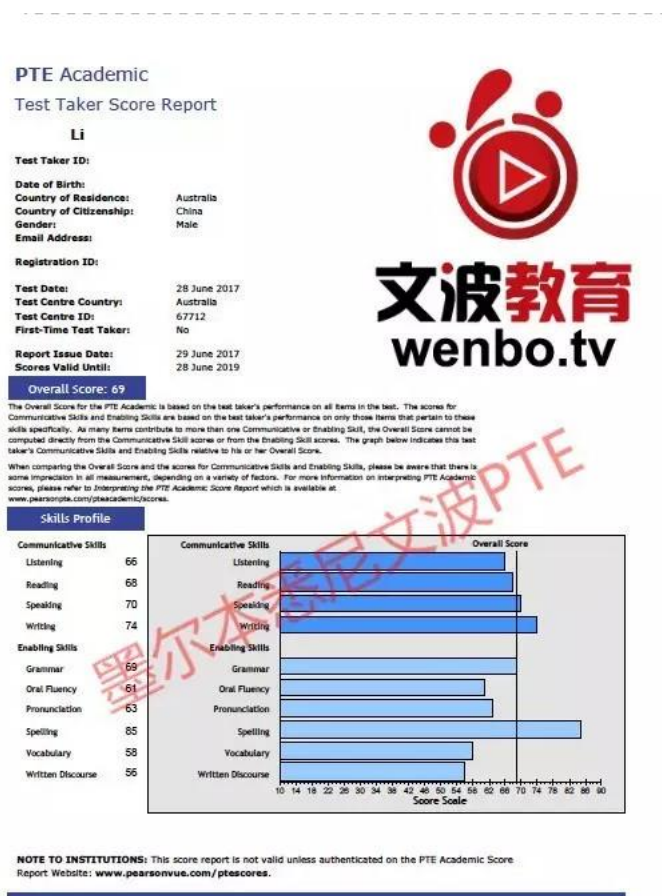 PTE Academic
Test Taker Score Report
Li
Test Taker ID:
Date of Birth:
Country of Residence: Australia
Country of Citizenship: China
Gender: Male
Email Address:
Registration ID:
Test Date: 28 June 2017
Test Centre Country: Australia
Test Centre ID: 67712
First-Time Test Taker: No
Report Issue Date: 29 June 2017
Scores Valid Until: 28 June 2019
文波教育
wenbo.tv
Overall Score: 69
The Overall Score for the PTE Academic is based on the test taker's performance on all items in the test. The scores for
Communicative Skills and Enabling Skills are based on the test taker's performance on only those items that pertain to these
skills specifically. As many items contribute to more than one Communicative or Enabling Skill, the Overall Score cannot be
computed directly from the Communicative Skill scores or from the Enabling Skill scores. The graph below indicates this test
taker's Communicative Skills and Enabling Skills relative to his or her Overall Score.
When comparing the Overall Score and the scores for Communicative Skills and Enabling Skills, please be aware that there is
some imprecision in all measurement, depending on a variety of factors. For more information on interpreting PTE Academic
scores, please refer to Interpreting the PTE Academic Score Report which is available at
www.pearsonpte.com/pteacademic/scores.
Skills Profile
Communicative Skills
Listening 66
Reading 68
Speaking 70
Writing 74
Enabling Skills
Grammar 69
Oral Fluency 61
Pronunciation 63
Spelling 85
Vocabulary 58
Written Discourse 56
Communicative Skills
Overall Score
Listening
Reading
Speaking
Writing
Enabling Skills
Grammar
Oral Fluency
Pronunciation
Spelling
Vocabulary
Written Discourse
10 14 18 22 26 30 34 38 42 46 50 54 58 62 66 70 74 78 82 86 90
Score Scale
墨尔本悉尼文波PTE
NOTE TO INSTITUTIONS: This score report is not valid unless authenticated on the PTE Academic Score
Report Website: www.pearsonvue.com/ptescores.